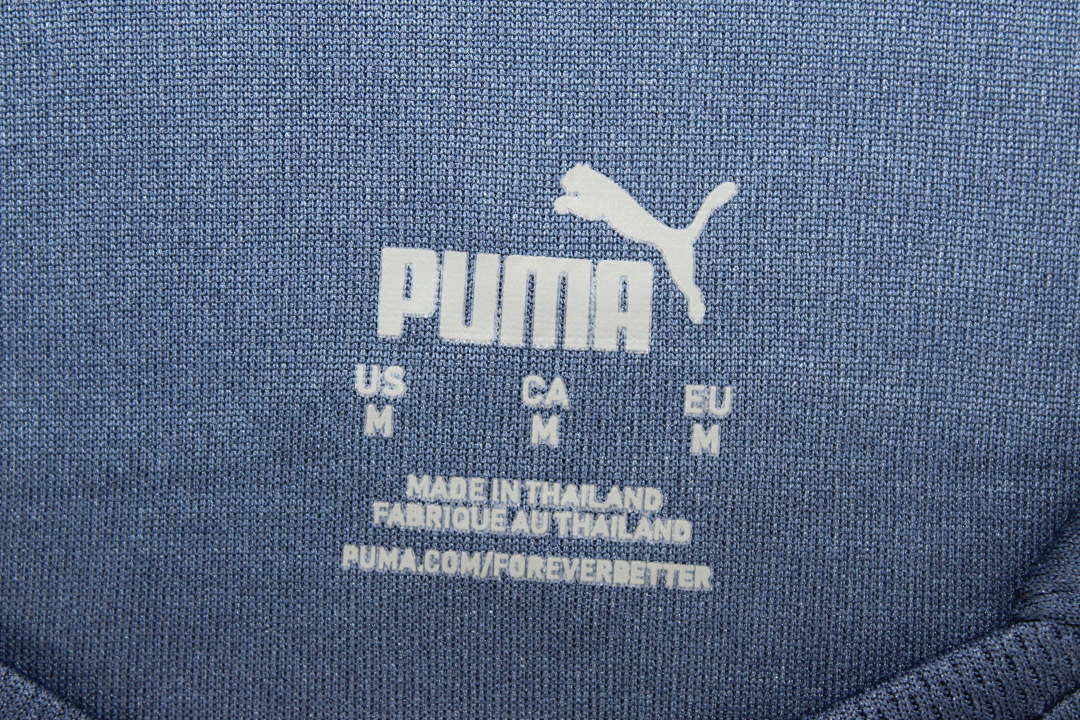 PUMA
US CA EU
M M M
MADE IN THAILAND
FABRIQUE AU THAILAND
PUMA.COM/FOREVERBETTER